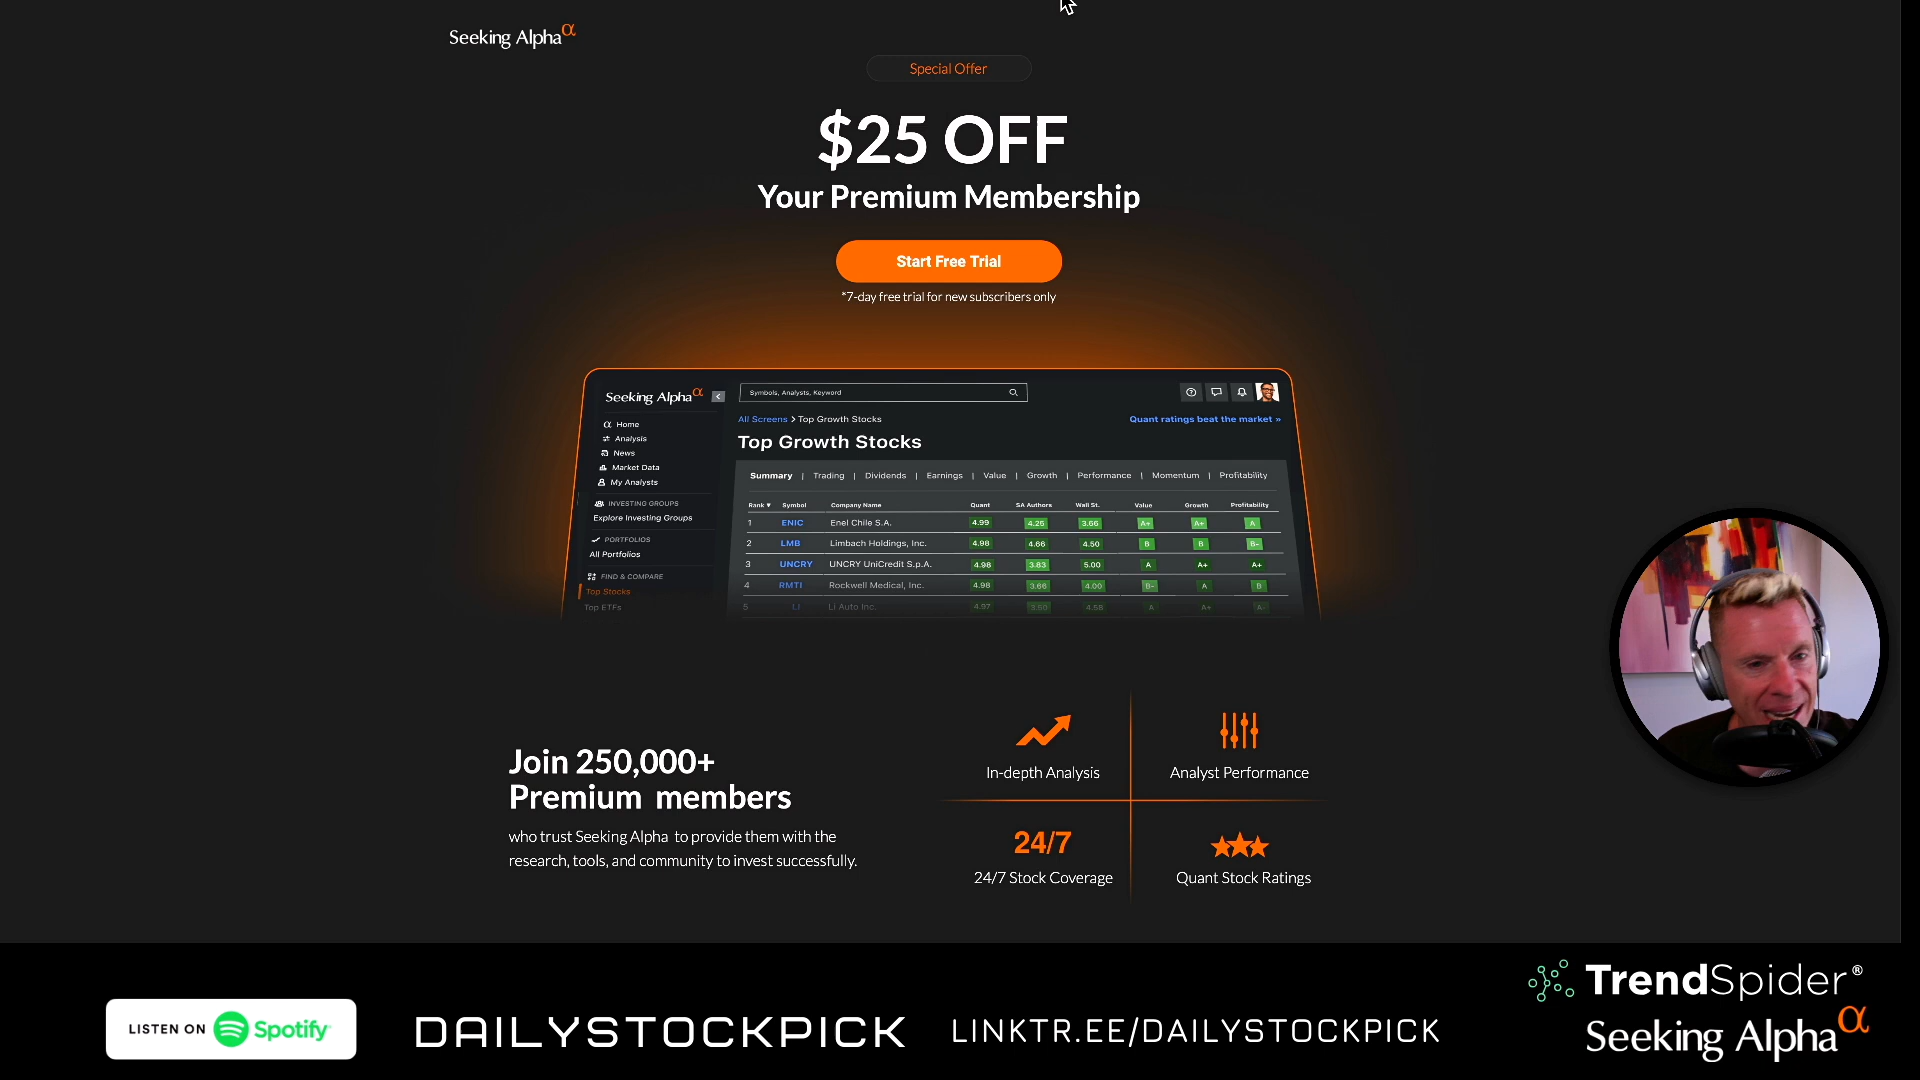 Seeking Alpha α
Special Offer
$25 OFF
Your Premium Membership
Start Free Trial
*7-day free trial for new subscribers only
Seeking Alpha α
Symbols, Analysts, Keyword
Home
Analysis
News
Market Data
My Analysts
INVESTING GROUPS
Explore Investing Groups
PORTFOLIOS
All Portfolios
FIND & COMPARE
Top Stocks
Top ETFs
All Screens > Top Growth Stocks
Quant ratings beat the market »
Top Growth Stocks
Summary | Trading | Dividends | Earnings | Value | Growth | Performance | Momentum | Profitability
Rank ▼ Symbol Company Name Quant SA Authors Wall St. Value Growth Profitability
1 ENIC Enel Chile S.A. 4.99 4.25 3.66 A+ A+ A
2 LMB Limbach Holdings, Inc. 4.98 4.66 4.50 B B B-
3 UNCRY UNCRY UniCredit S.p.A. 4.98 3.83 5.00 A A+ A+
4 RMTI Rockwell Medical, Inc. 4.98 3.66 4.00 B- A B
5 LI Li Auto Inc. 4.97 3.50 4.58 A A+ A-
Join 250,000+
Premium members
who trust Seeking Alpha to provide them with the
research, tools, and community to invest successfully.
In-depth Analysis
Analyst Performance
24/7
24/7 Stock Coverage
Quant Stock Ratings
LISTEN ON Spotify
DAILYSTOCKPICK
LINKTR.EE/DAILYSTOCKPICK
TrendSpider®
Seeking Alpha α